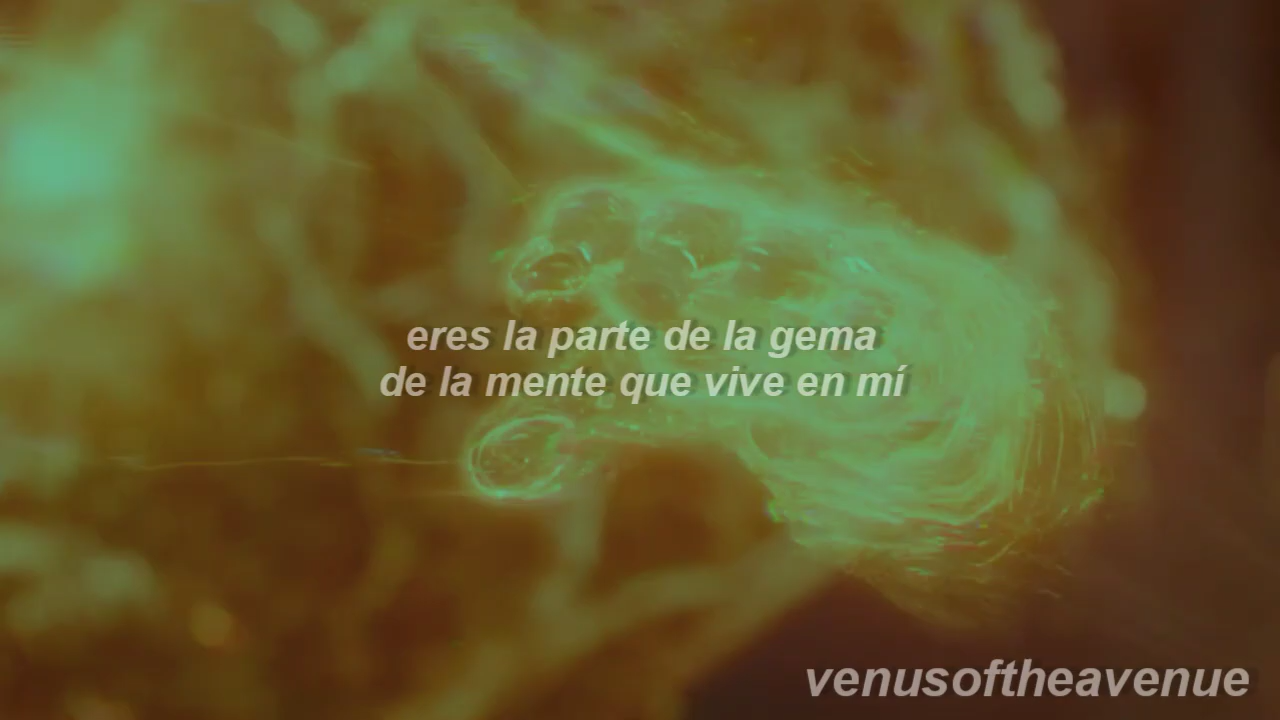 eres la parte de la gema
de la mente que vive en mí
venusoftheavenue